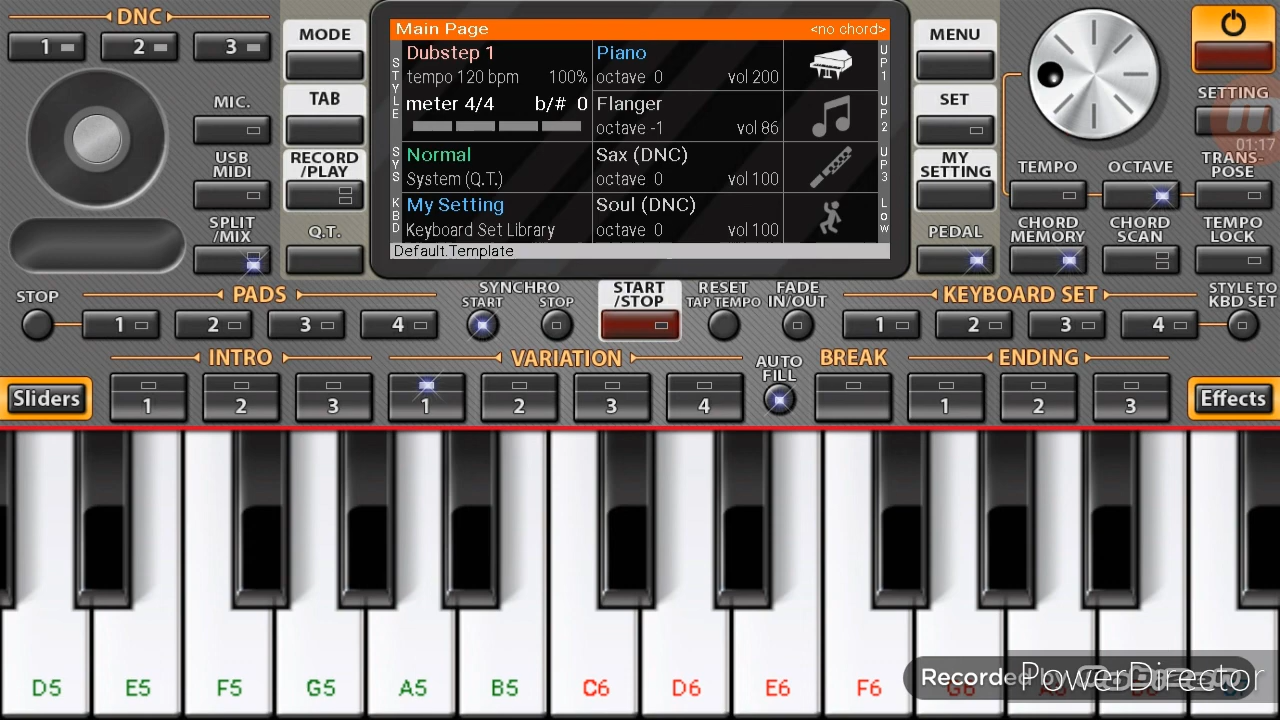 DNC
1
2
3
MODE
TAB
RECORD
/PLAY
Q.T.
MIC.
USB
MIDI
SPLIT
/MIX
Main Page
<no chord>
STYLE
Dubstep 1
tempo 120 bpm 100%
meter 4/4 b/# 0
SYS
Normal
System (Q.T.)
KBD
My Setting
Keyboard Set Library
Piano
octave 0 vol 200
UP1
Flanger
octave -1 vol 86
UP2
Sax (DNC)
octave 0 vol 100
UP3
Soul (DNC)
octave 0 vol 100
LOW
Default.Template
MENU
SET
MY
SETTING
PEDAL
SETTING
01:17
TEMPO
OCTAVE
TRANS-
POSE
CHORD
MEMORY
CHORD
SCAN
TEMPO
LOCK
STOP
PADS
1
2
3
4
SYNCHRO
START
STOP
START
/STOP
RESET
TAP TEMPO
FADE
IN/OUT
KEYBOARD SET
1
2
3
4
STYLE TO
KBD SET
Sliders
INTRO
1
2
3
VARIATION
1
2
3
4
AUTO
FILL
BREAK
ENDING
1
2
3
Effects
D5 E5 F5 G5 A5 B5 C6 D6 E6 F6 G6
Recorded
PowerDirector